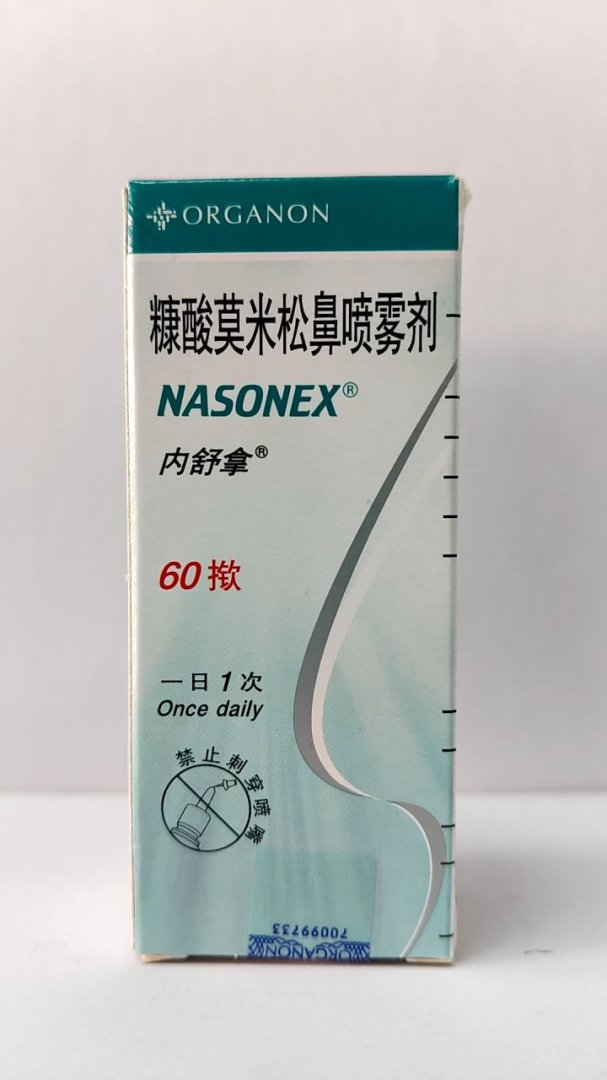 ORGANON
糠酸莫米松鼻喷雾剂
NASONEX®
内舒拿®
60揿
一日1次
Once daily
禁止刺穿喷嘴
70099733
ORGANON